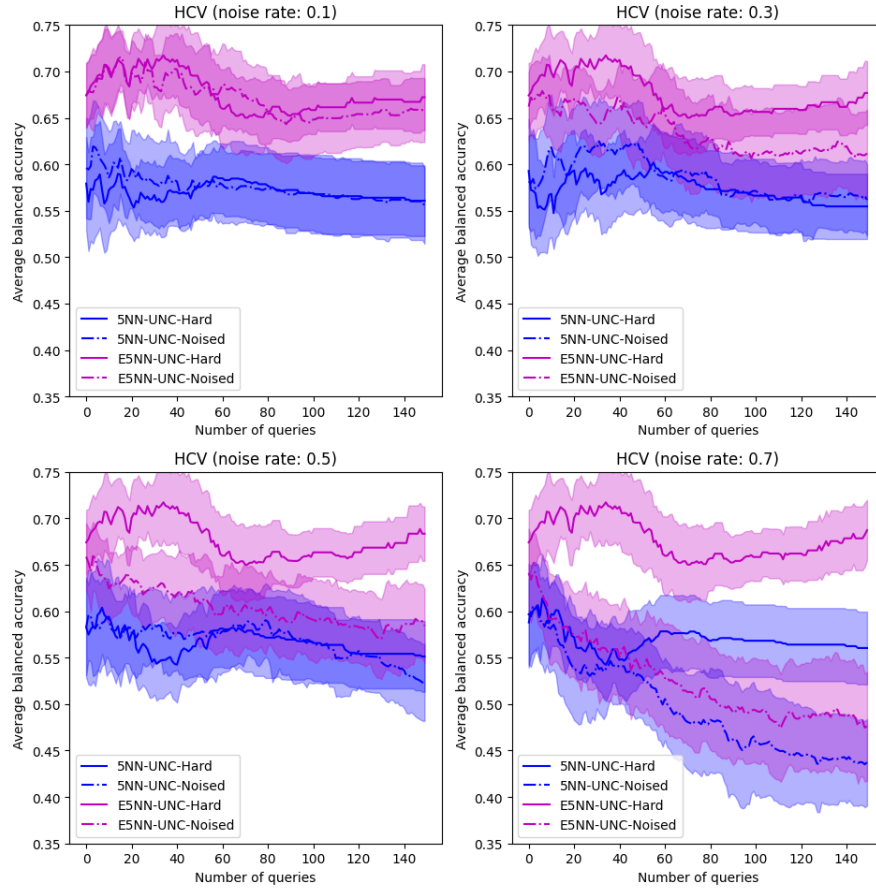 HCV (noise rate: 0.1)
0.75
0.70
0.65
0.60
0.55
0.50
0.45
0.40
0.35
Average balanced accuracy
5NN-UNC-Hard
5NN-UNC-Noised
E5NN-UNC-Hard
E5NN-UNC-Noised
0 20 40 60 80 100 120 140
Number of queries
HCV (noise rate: 0.3)
0.75
0.70
0.65
0.60
0.55
0.50
0.45
0.40
0.35
Average balanced accuracy
5NN-UNC-Hard
5NN-UNC-Noised
E5NN-UNC-Hard
E5NN-UNC-Noised
0 20 40 60 80 100 120 140
Number of queries
HCV (noise rate: 0.5)
0.75
0.70
0.65
0.60
0.55
0.50
0.45
0.40
0.35
Average balanced accuracy
5NN-UNC-Hard
5NN-UNC-Noised
E5NN-UNC-Hard
E5NN-UNC-Noised
0 20 40 60 80 100 120 140
Number of queries
HCV (noise rate: 0.7)
0.75
0.70
0.65
0.60
0.55
0.50
0.45
0.40
0.35
Average balanced accuracy
5NN-UNC-Hard
5NN-UNC-Noised
E5NN-UNC-Hard
E5NN-UNC-Noised
0 20 40 60 80 100 120 140
Number of queries